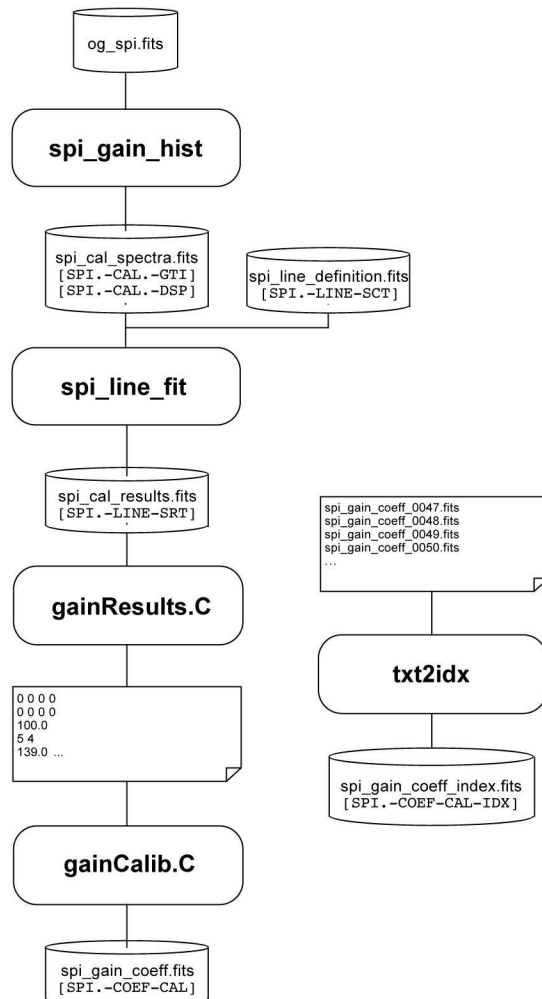 og_spi.fits
spi_gain_hist
spi_cal_spectra.fits
[SPI.-CAL.-GTI]
[SPI.-CAL.-DSP]
.
spi_line_definition.fits
[SPI.-LINE-SCT]
.
spi_line_fit
spi_cal_results.fits
[SPI.-LINE-SRT]
.
gainResults.C
0 0 0 0
0 0 0 0
100.0
5 4
139.0 ...
gainCalib.C
spi_gain_coeff.fits
[SPI.-COEF-CAL]
spi_gain_coeff_0047.fits
spi_gain_coeff_0048.fits
spi_gain_coeff_0049.fits
spi_gain_coeff_0050.fits
...
txt2idx
spi_gain_coeff_index.fits
[SPI.-COEF-CAL-IDX]